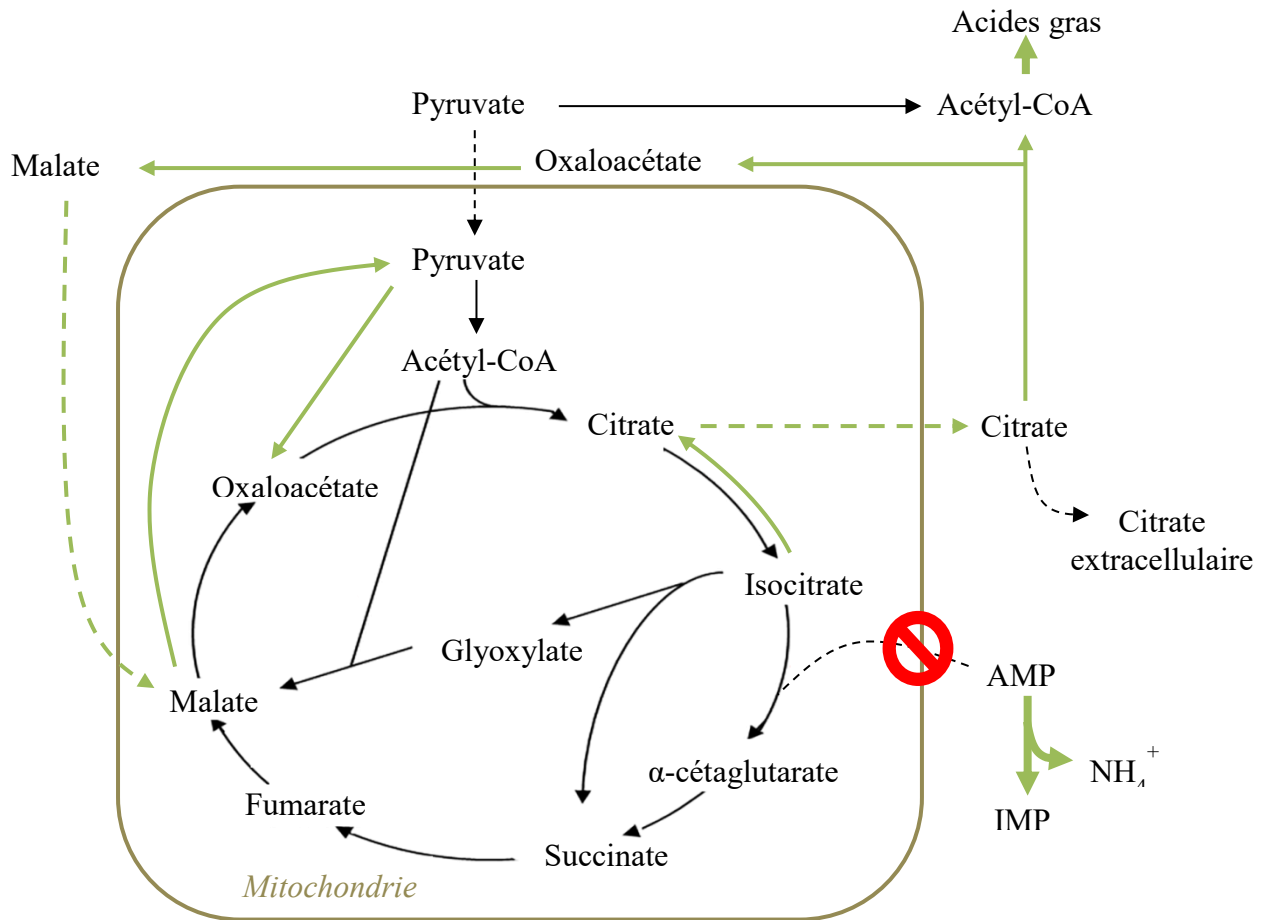 Acides gras
Pyruvate
Acétyl-CoA
Malate
Oxaloacétate
Pyruvate
Acétyl-CoA
Citrate
Citrate
Oxaloacétate
Citrate
extracellulaire
Isocitrate
Glyoxylate
AMP
Malate
α-cétaglutarate
NH₄⁺
Fumarate
IMP
Succinate
Mitochondrie